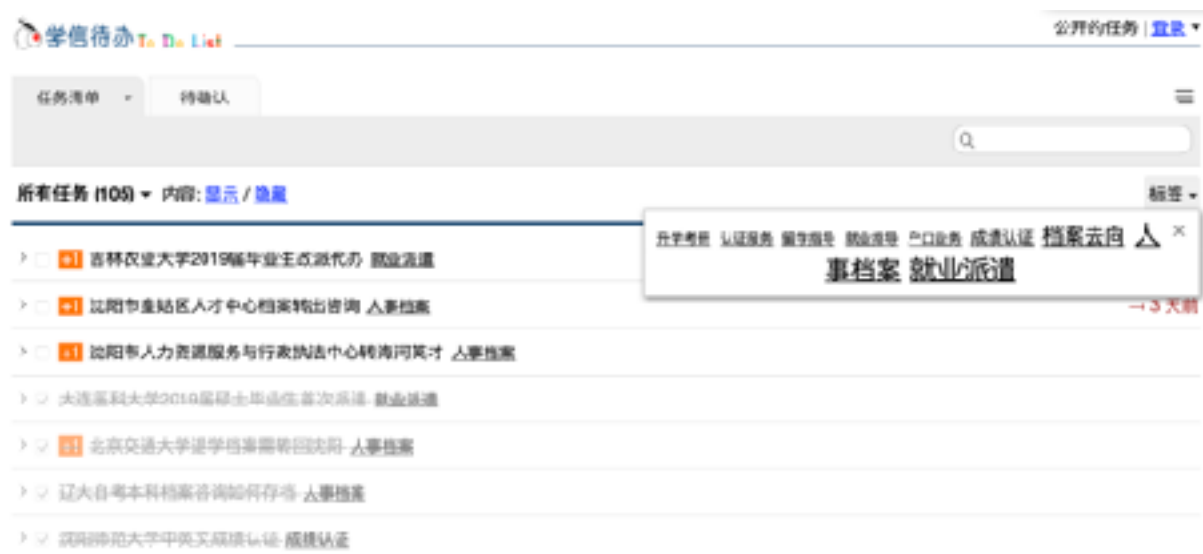 学信待办 To Do List
公开的任务 | 登录
任务清单 待确认
所有任务 (105) 内容: 显示 / 隐藏
标签
升学考研 认证服务 留学指导 就业指导 户口业务 成绩认证 档案去向 人
事档案 就业派遣
+1 吉林农业大学2019届毕业生改派代办 就业派遣
+1 沈阳市皇姑区人才中心档案转出咨询 人事档案
3 天前
+1 沈阳市人力资源服务与行政执法中心转海河英才 人事档案
大连医科大学2019届硕士毕业生首次派遣 就业派遣
+1 北京交通大学退学档案需转回沈阳 人事档案
辽大自考本科档案咨询如何存档 人事档案
沈阳师范大学中英文成绩认证 成绩认证